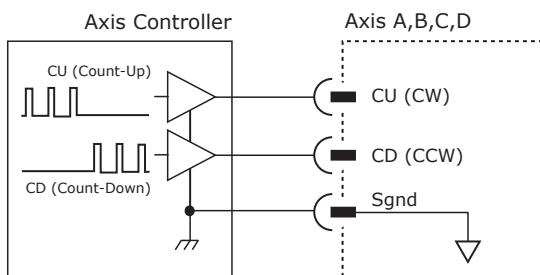 Axis Controller
Axis A,B,C,D
CU (Count-Up)
CU (CW)
CD (CCW)
CD (Count-Down)
Sgnd